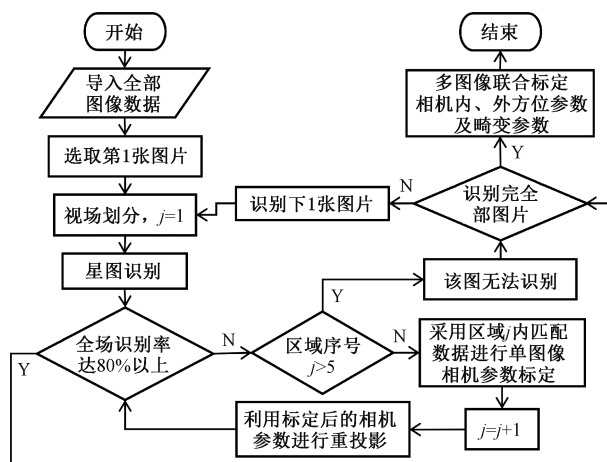 开始
导入全部
图像数据
选取第1张图片
视场划分，j=1
星图识别
全场识别率
达80%以上
Y
N
区域序号
j>5
Y
N
该图无法识别
采用区域j内匹配
数据进行单图像
相机参数标定
j=j+1
利用标定后的相机
参数进行重投影
识别完全
部图片
N
Y
识别下1张图片
多图像联合标定
相机内、外方位参数
及畸变参数
结束